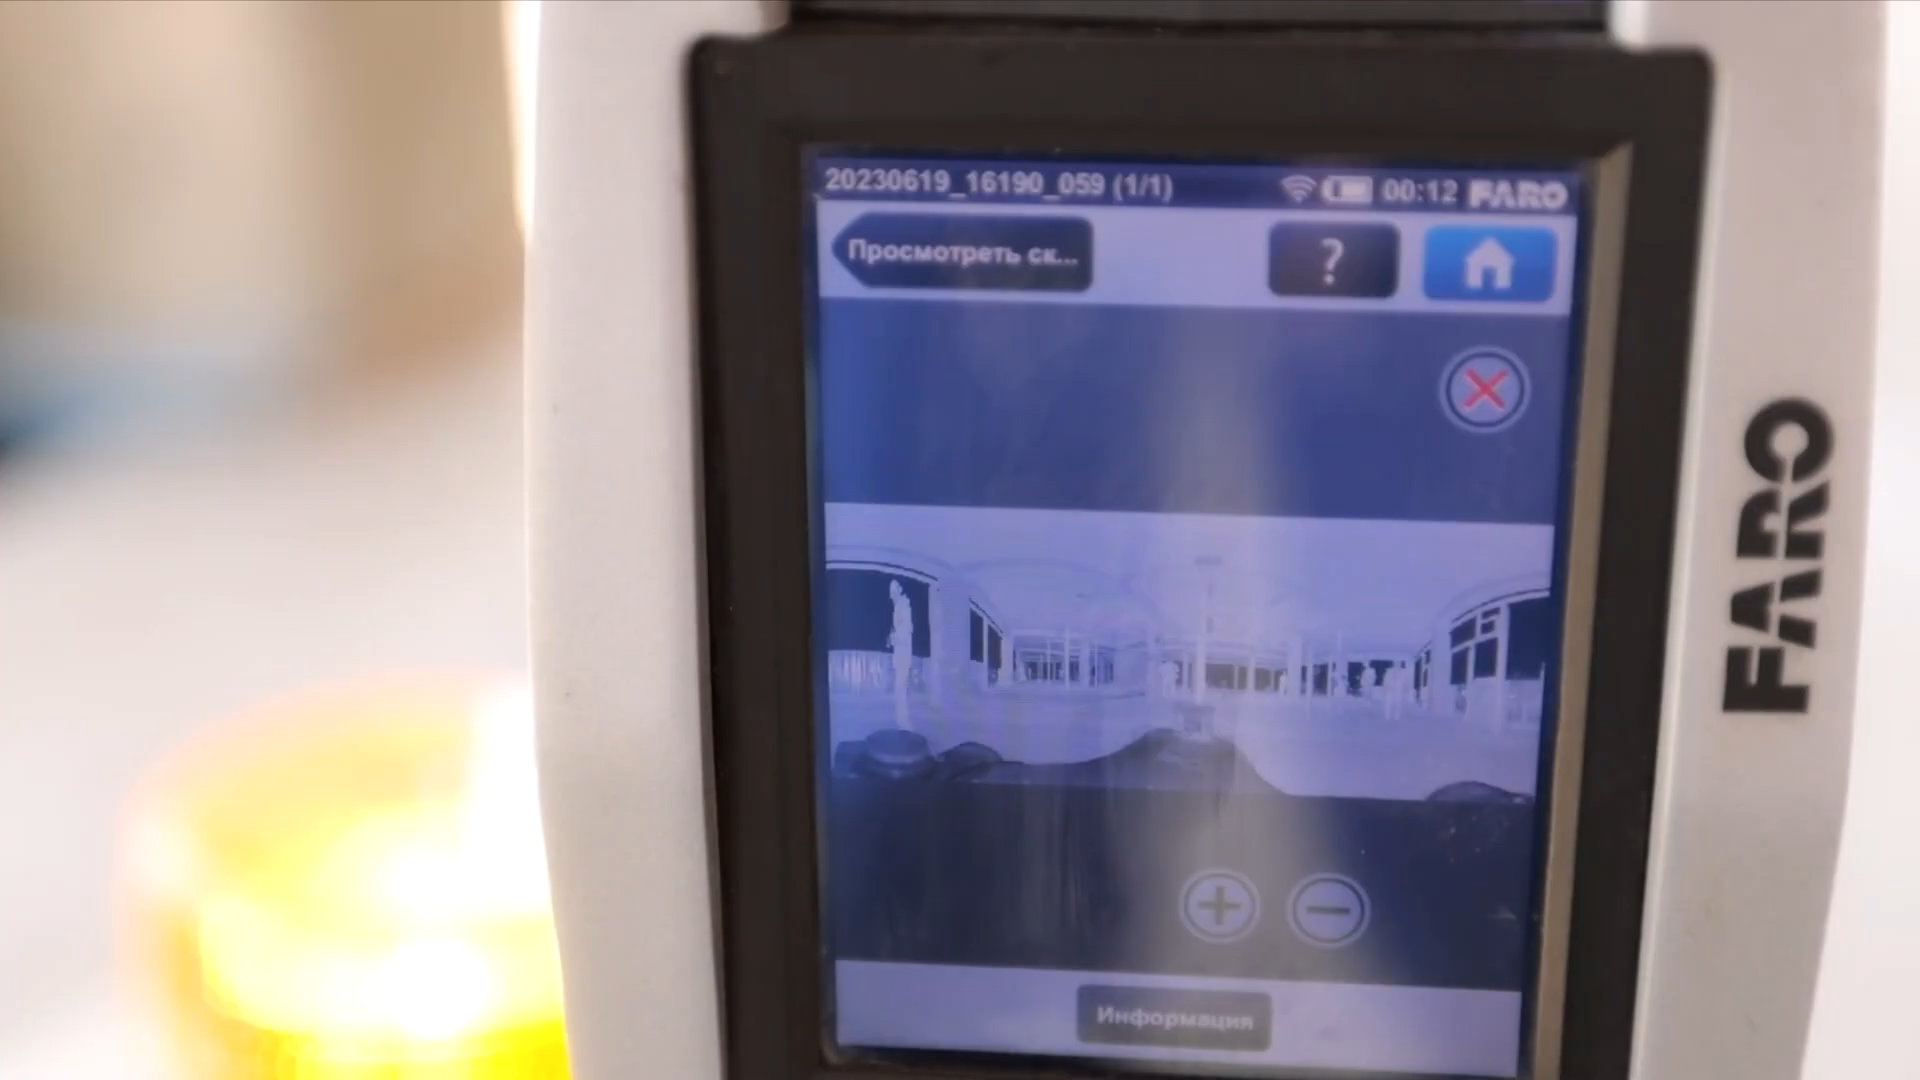 20230619_16190_059 (1/1)
00:12 FARO
Просмотреть ск...
?
Информация
FARO